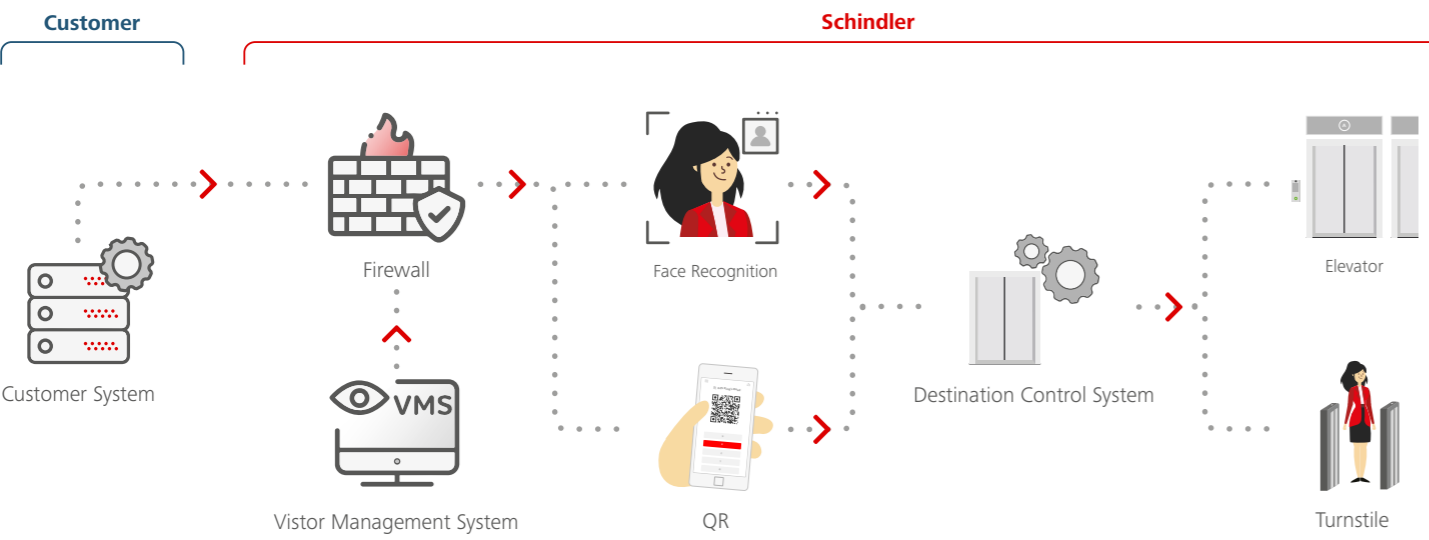 Customer
Schindler
Firewall
Face Recognition
Elevator
Customer System
VMS
Destination Control System
Vistor Management System
QR
Turnstile